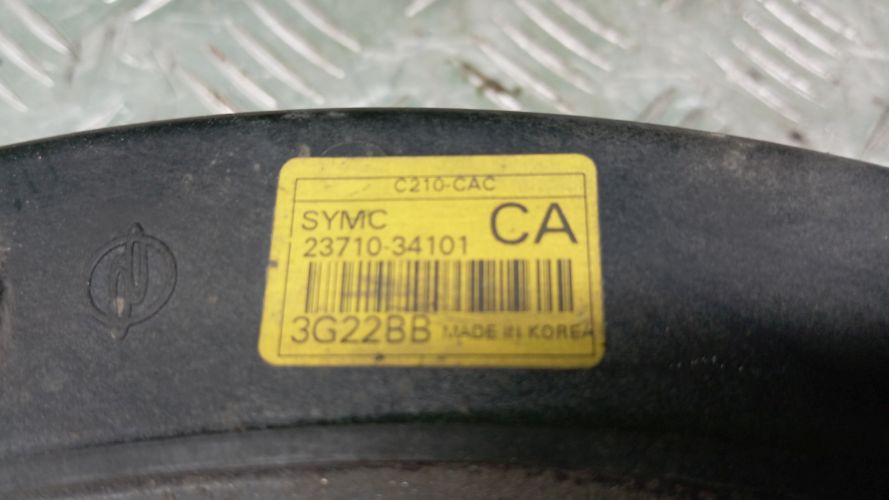 C210-CAC
SYMC
CA
23710-34101
3G22BB MADE IN KOREA